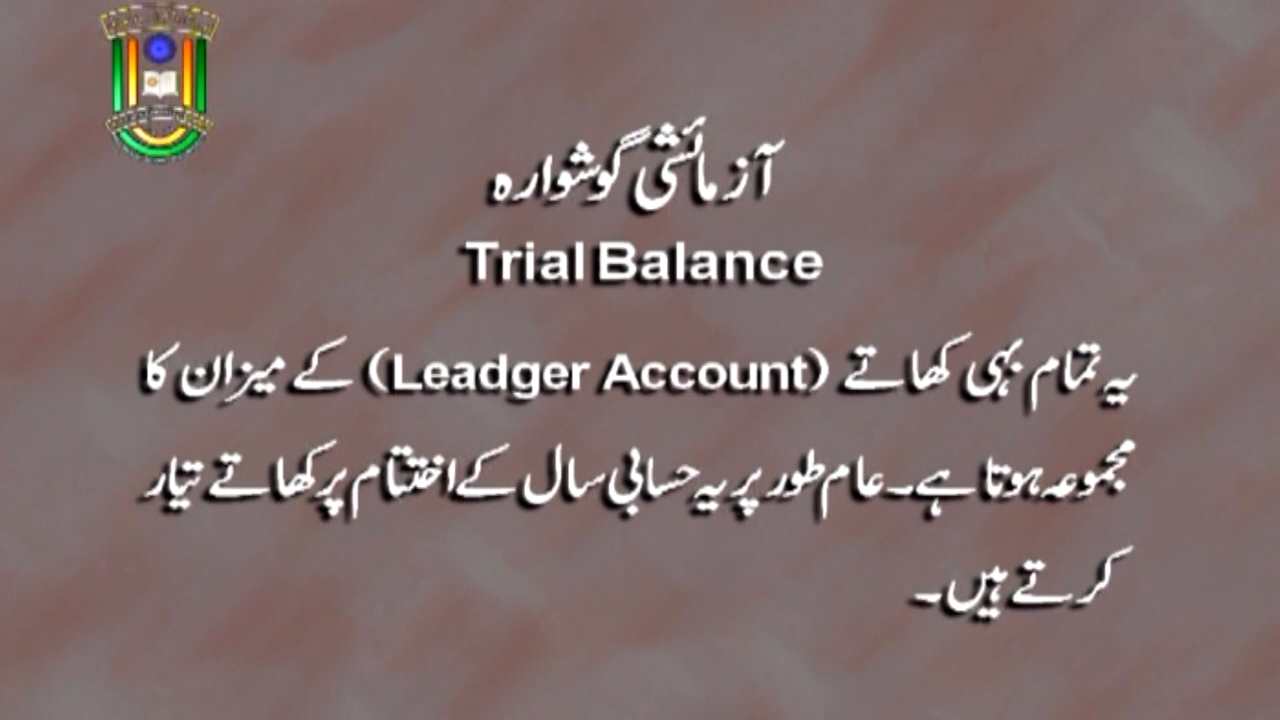 آزمائشی گوشوارہ
Trial Balance
یہ تمام بہی کھاتے (Leadger Account) کے میزان کا
مجموعہ ہوتا ہے۔ عام طور پر یہ حسابی سال کے اختتام پر کھاتے تیار
کرتے ہیں۔